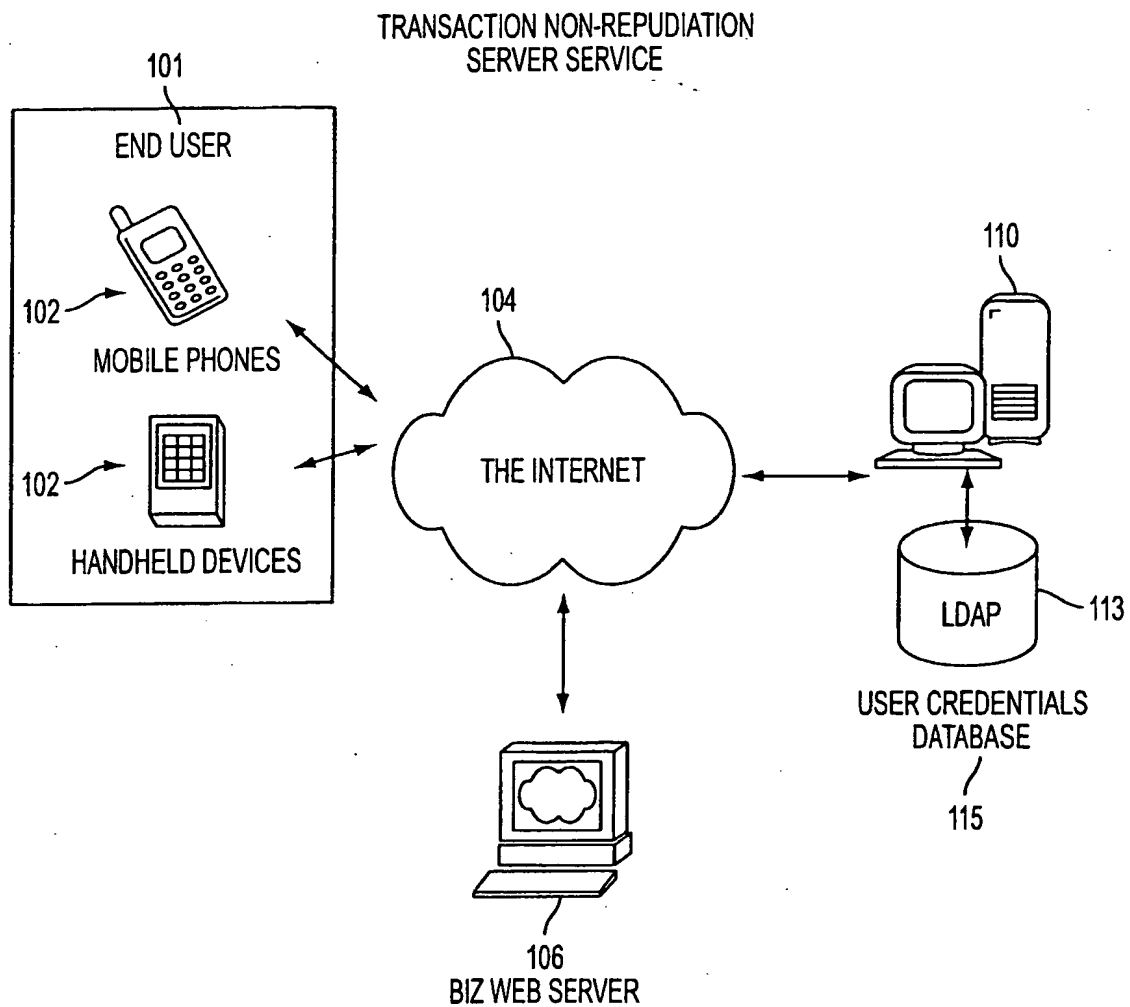 TRANSACTION NON-REPUDIATION
SERVER SERVICE
101
END USER
102
MOBILE PHONES
102
HANDHELD DEVICES
104
THE INTERNET
110
LDAP
113
USER CREDENTIALS
DATABASE
115
106
BIZ WEB SERVER